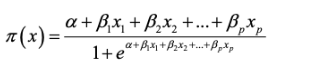 π(x) = (α + β₁x₁ + β₂x₂ + ... + βₚxₚ) / (1 + e^(α+β₁x₁+β₂x₂+...+βₚxₚ))